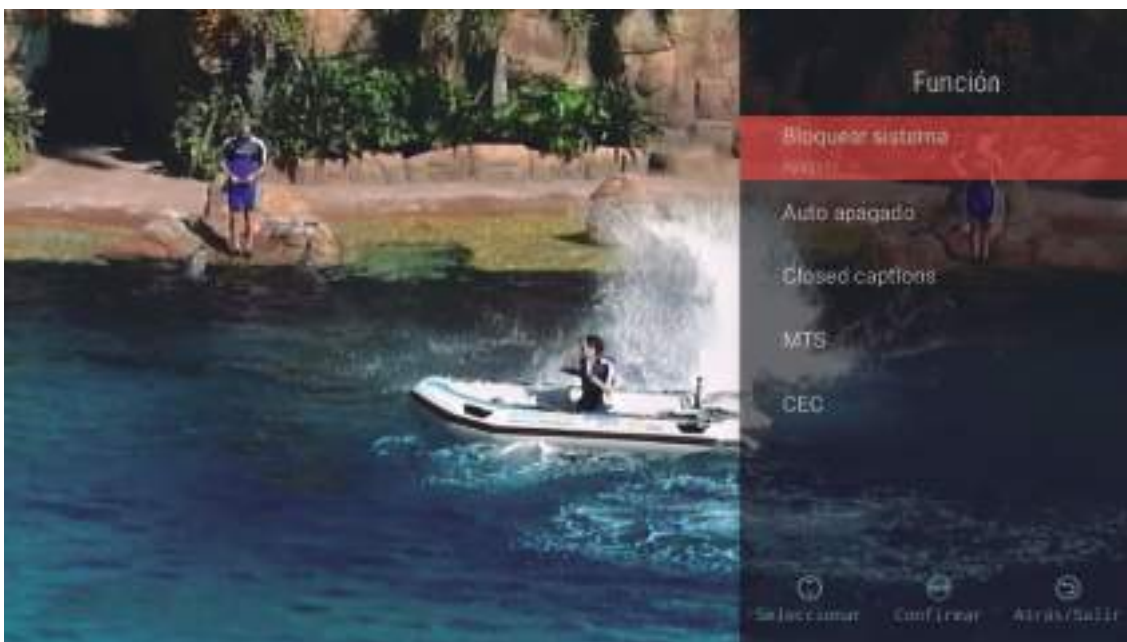 Función
Bloquear sistema
Auto apagado
Closed captions
MTS
CEC
Seleccionar Confirmar Atrás/Salir